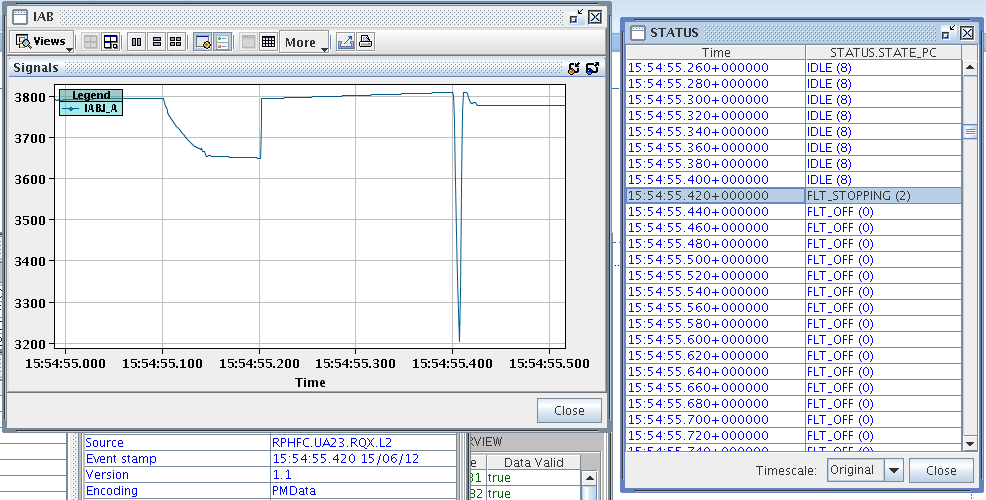 IAB
Views
More
Signals
Legend
IABJ_A
3800
3700
3600
3500
3400
3300
3200
15:54:55.000 15:54:55.100 15:54:55.200 15:54:55.300 15:54:55.400 15:54:55.500
Time
Close
Source RPHFC.UA23.RQX.L2
Event stamp 15:54:55.420 15/06/12
Version 1.1
Encoding PMData
RVIEW
e Data Valid
31 true
32 true
STATUS
Time STATUS.STATE_PC
15:54:55.260+000000 IDLE (8)
15:54:55.280+000000 IDLE (8)
15:54:55.300+000000 IDLE (8)
15:54:55.320+000000 IDLE (8)
15:54:55.340+000000 IDLE (8)
15:54:55.360+000000 IDLE (8)
15:54:55.380+000000 IDLE (8)
15:54:55.400+000000 IDLE (8)
15:54:55.420+000000 FLT_STOPPING (2)
15:54:55.440+000000 FLT_OFF (0)
15:54:55.460+000000 FLT_OFF (0)
15:54:55.480+000000 FLT_OFF (0)
15:54:55.500+000000 FLT_OFF (0)
15:54:55.520+000000 FLT_OFF (0)
15:54:55.540+000000 FLT_OFF (0)
15:54:55.560+000000 FLT_OFF (0)
15:54:55.580+000000 FLT_OFF (0)
15:54:55.600+000000 FLT_OFF (0)
15:54:55.620+000000 FLT_OFF (0)
15:54:55.640+000000 FLT_OFF (0)
15:54:55.660+000000 FLT_OFF (0)
15:54:55.680+000000 FLT_OFF (0)
15:54:55.700+000000 FLT_OFF (0)
15:54:55.720+000000 FLT_OFF (0)
15:54:55.740+000000 FLT_OFF (0)
Timescale: Original Close